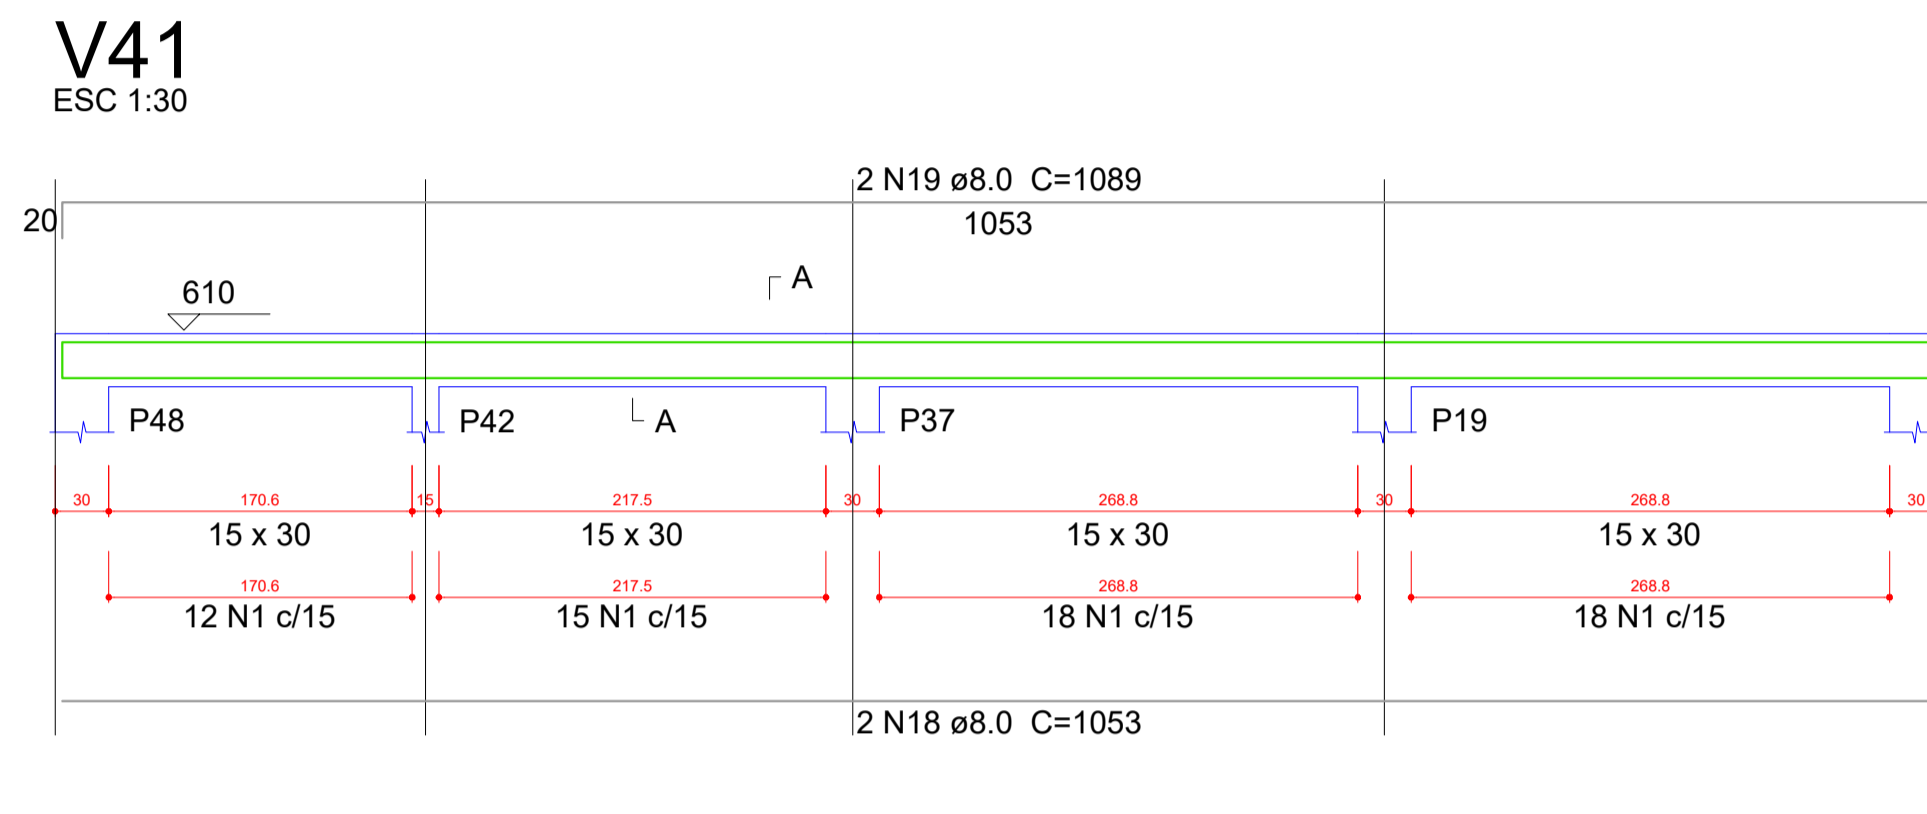 V41
ESC 1:30
2 N19 ø8.0 C=1089
20
1053
A
610
P48
P42
A
P37
P19
30 170.6 15 217.5 30 268.8 30 268.8 30
15 x 30 15 x 30 15 x 30 15 x 30
170.6 217.5 268.8 268.8
12 N1 c/15 15 N1 c/15 18 N1 c/15 18 N1 c/15
2 N18 ø8.0 C=1053